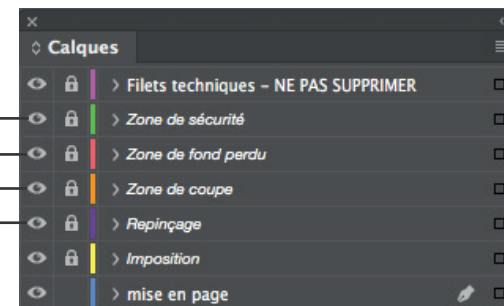 Calques
Filets techniques – NE PAS SUPPRIMER
Zone de sécurité
Zone de fond perdu
Zone de coupe
Repinçage
Imposition
mise en page